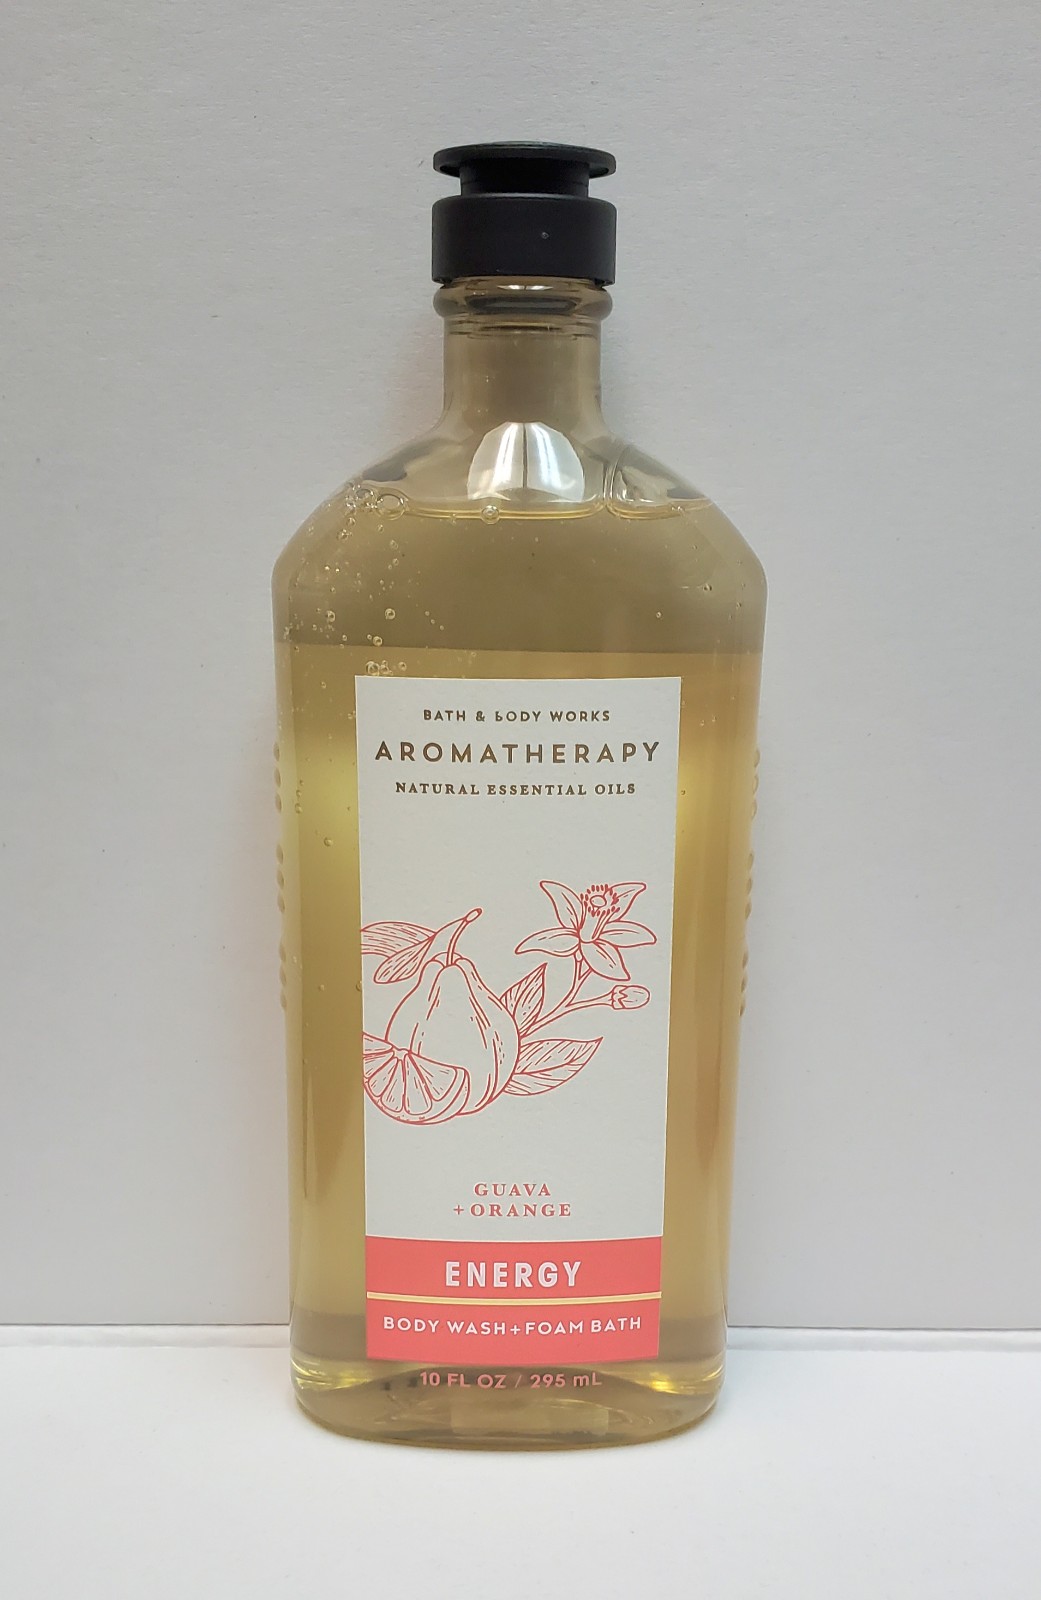 BATH & BODY WORKS
AROMATHERAPY
NATURAL ESSENTIAL OILS
GUAVA
+ORANGE
ENERGY
BODY WASH+FOAM BATH
10 FL OZ / 295 mL